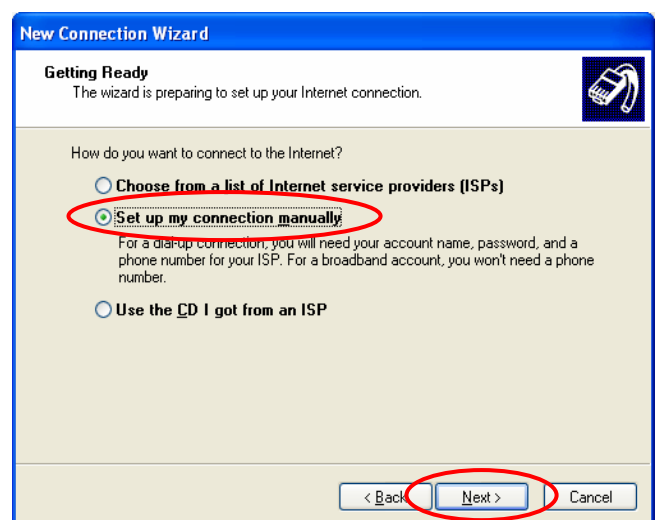 New Connection Wizard
Getting Ready
The wizard is preparing to set up your Internet connection.
How do you want to connect to the Internet?
Choose from a list of Internet service providers (ISPs)
Set up my connection manually
For a dial-up connection, you will need your account name, password, and a
phone number for your ISP. For a broadband account, you won't need a phone
number.
Use the CD I got from an ISP
< Back Next > Cancel